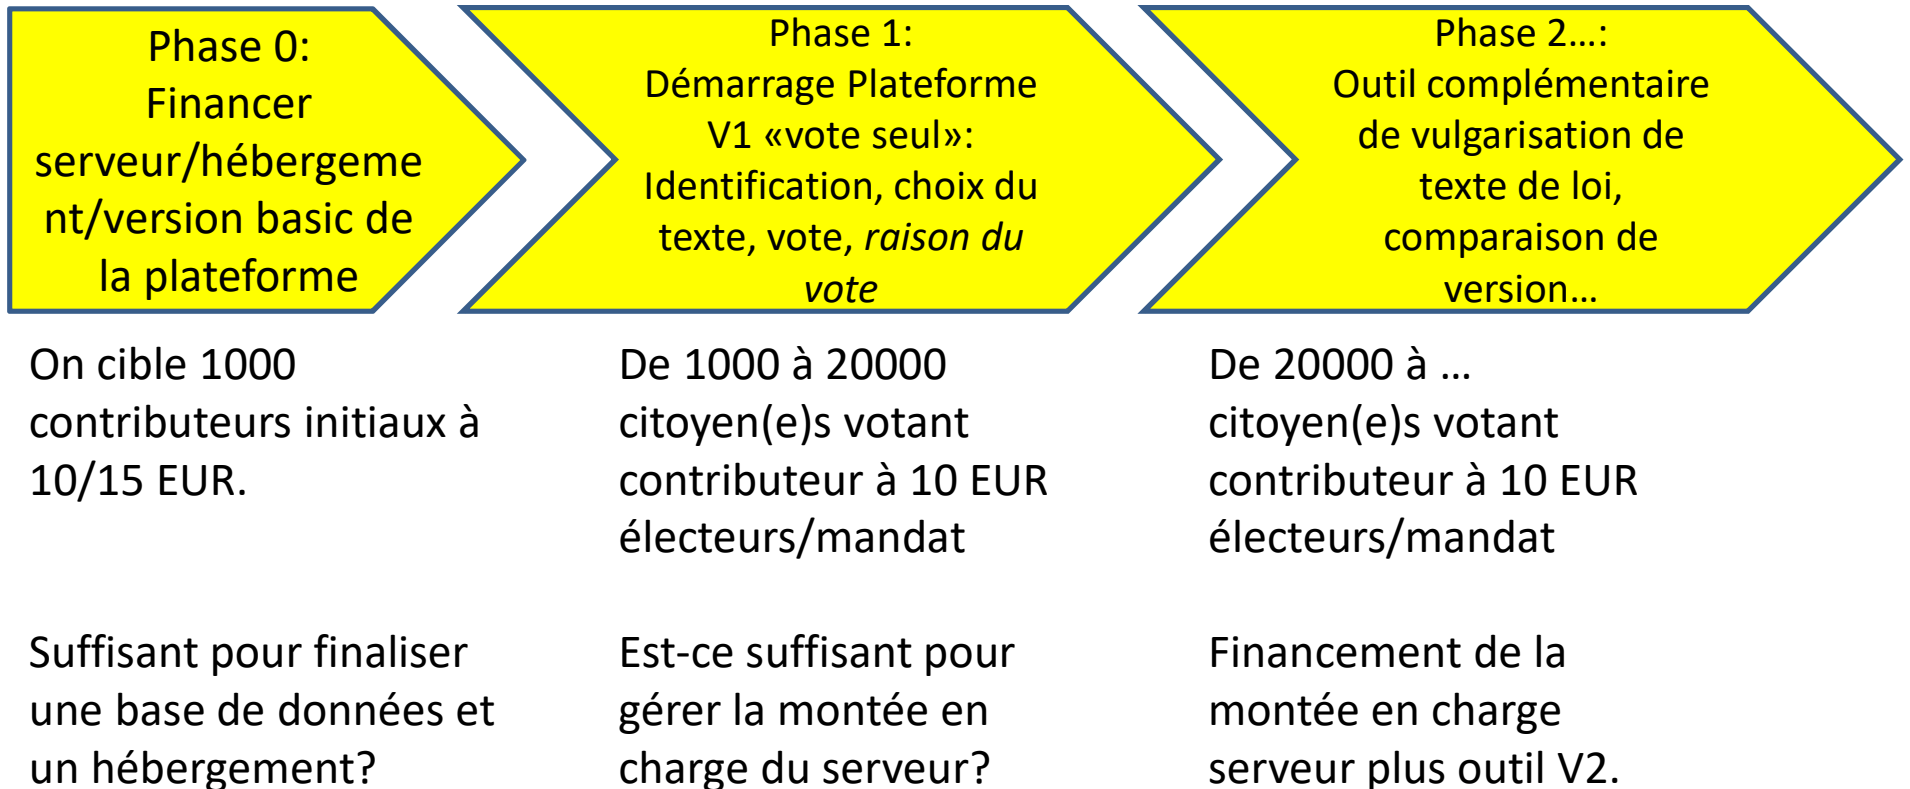 Phase 0:
Financer
serveur/hébergeme
nt/version basic de
la plateforme
Phase 1:
Démarrage Plateforme
V1 «vote seul»:
Identification, choix du
texte, vote, raison du
vote
Phase 2…:
Outil complémentaire
de vulgarisation de
texte de loi,
comparaison de
version…
On cible 1000
contributeurs initiaux à
10/15 EUR.
Suffisant pour finaliser
une base de données et
un hébergement?
De 1000 à 20000
citoyen(e)s votant
contributeur à 10 EUR
électeurs/mandat
Est-ce suffisant pour
gérer la montée en
charge du serveur?
De 20000 à …
citoyen(e)s votant
contributeur à 10 EUR
électeurs/mandat
Financement de la
montée en charge
serveur plus outil V2.